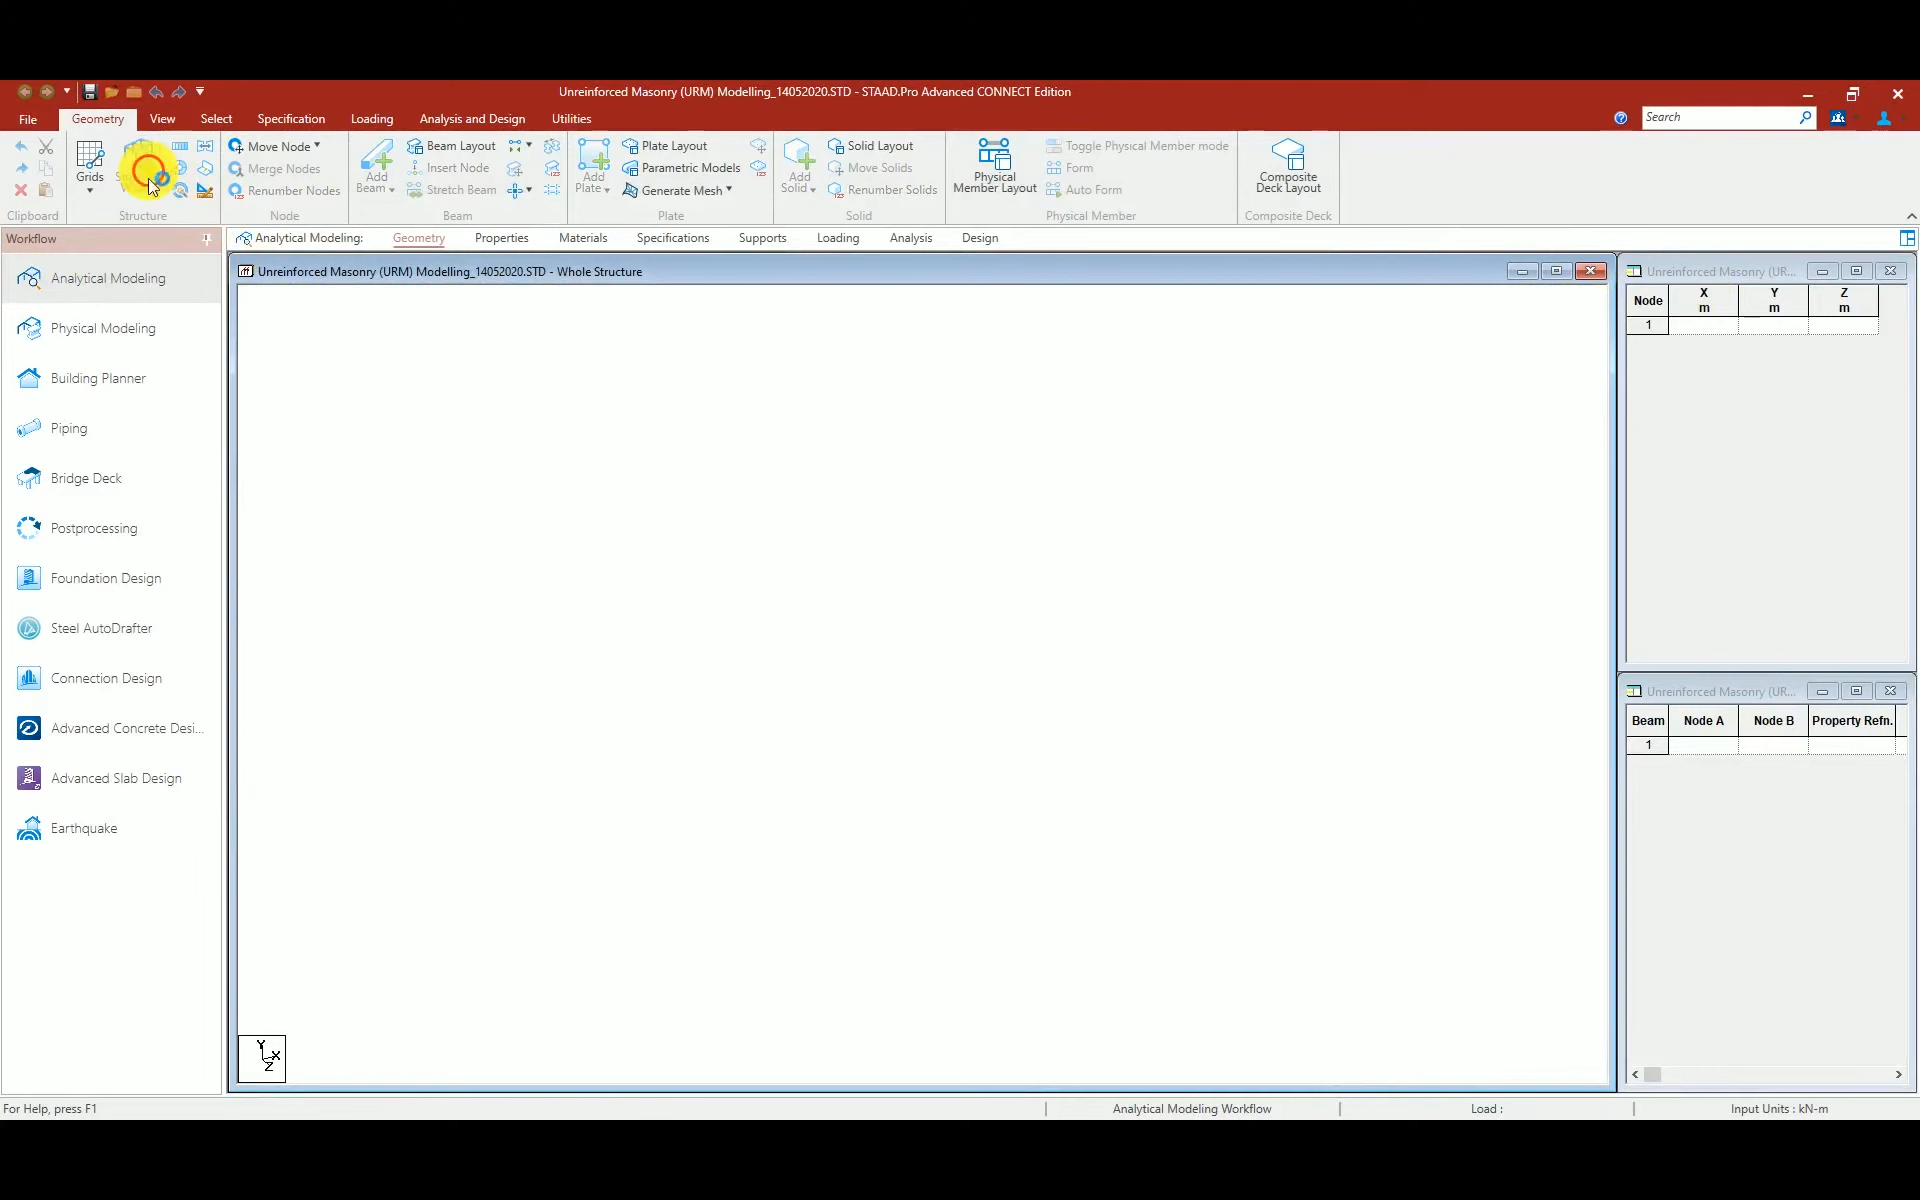 Unreinforced Masonry (URM) Modelling_14052020.STD - STAAD.Pro Advanced CONNECT Edition
File
Geometry
View
Select
Specification
Loading
Analysis and Design
Utilities
Search
Grids
Move Node
Merge Nodes
Renumber Nodes
Add Beam
Beam Layout
Insert Node
Stretch Beam
Add Plate
Plate Layout
Parametric Models
Generate Mesh
Add Solid
Solid Layout
Move Solids
Renumber Solids
Physical Member Layout
Toggle Physical Member mode
Form
Auto Form
Composite Deck Layout
Clipboard
Structure
Node
Beam
Plate
Solid
Physical Member
Composite Deck
Workflow
Analytical Modeling:
Geometry
Properties
Materials
Specifications
Supports
Loading
Analysis
Design
Analytical Modeling
Physical Modeling
Building Planner
Piping
Bridge Deck
Postprocessing
Foundation Design
Steel AutoDrafter
Connection Design
Advanced Concrete Desi...
Advanced Slab Design
Earthquake
Unreinforced Masonry (URM) Modelling_14052020.STD - Whole Structure
Y
X
Z
Unreinforced Masonry (UR...
Node X m Y m Z m
1
Unreinforced Masonry (UR...
Beam Node A Node B Property Refn.
1
For Help, press F1
Analytical Modeling Workflow
Load :
Input Units : kN-m